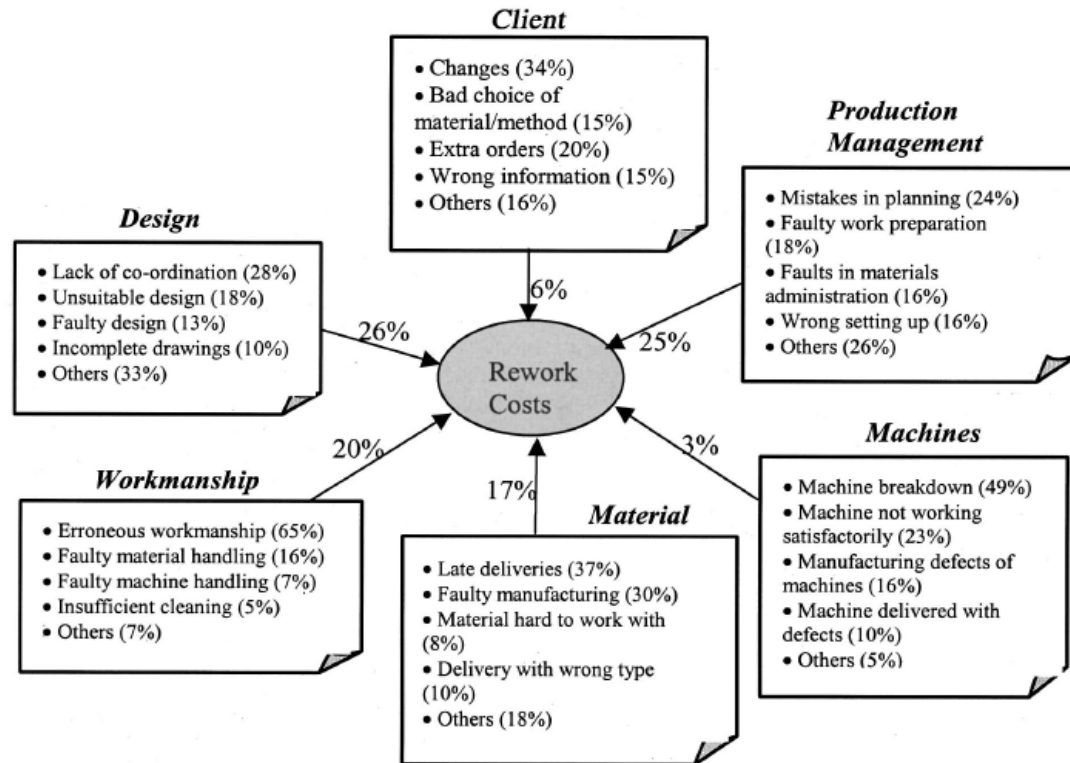 Client
• Changes (34%)
• Bad choice of
material/method (15%)
• Extra orders (20%)
• Wrong information (15%)
• Others (16%)
Production
Management
• Mistakes in planning (24%)
• Faulty work preparation
(18%)
• Faults in materials
administration (16%)
• Wrong setting up (16%)
• Others (26%)
Design
• Lack of co-ordination (28%)
• Unsuitable design (18%)
• Faulty design (13%)
• Incomplete drawings (10%)
• Others (33%)
6%
26%
25%
Rework
Costs
20%
17%
3%
Workmanship
• Erroneous workmanship (65%)
• Faulty material handling (16%)
• Faulty machine handling (7%)
• Insufficient cleaning (5%)
• Others (7%)
Material
• Late deliveries (37%)
• Faulty manufacturing (30%)
• Material hard to work with
(8%)
• Delivery with wrong type
(10%)
• Others (18%)
Machines
• Machine breakdown (49%)
• Machine not working
satisfactorily (23%)
• Manufacturing defects of
machines (16%)
• Machine delivered with
defects (10%)
• Others (5%)